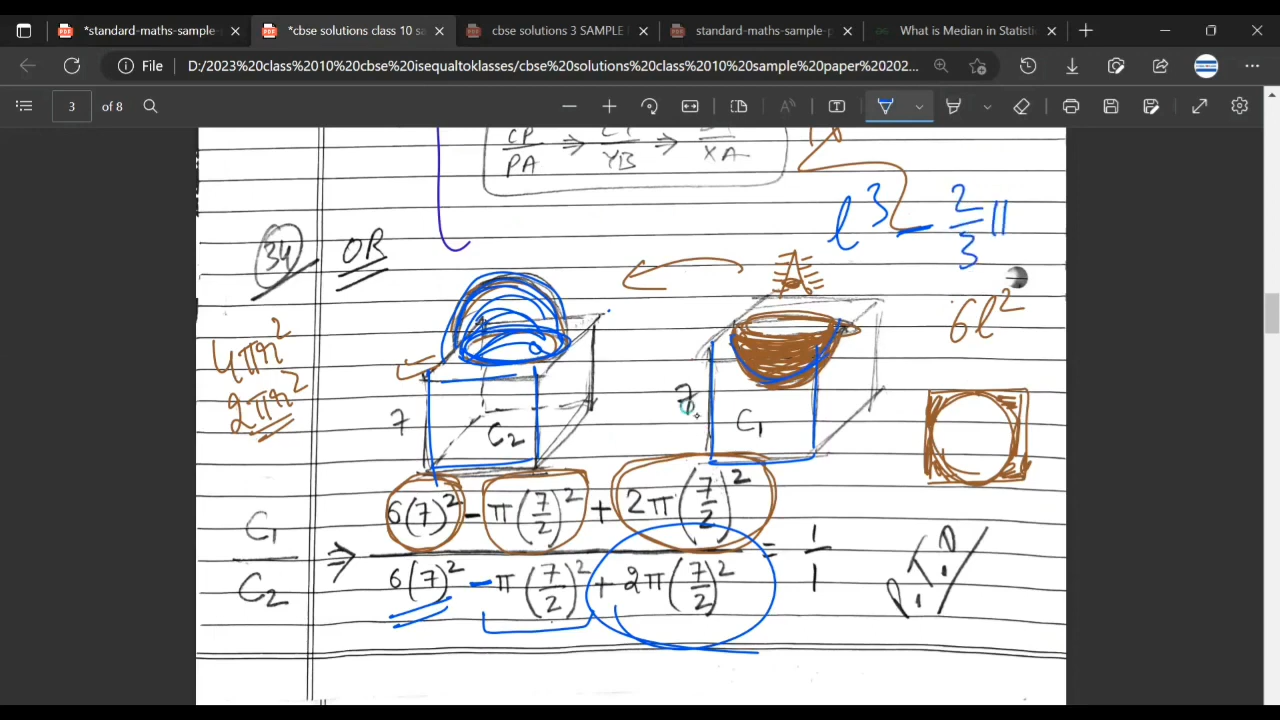 *standard-maths-sample-
*cbse solutions class 10 sa
cbse solutions 3 SAMPLE
standard-maths-sample-p
What is Median in Statisti
File
D:/2023%20class%2010%20cbse%20isequaltoklasses/cbse%20solutions%20class%2010%20sample%20paper%20202...
3 of 8
CP/PA ⇒ /YB ⇒ /XA
l³ - 2/3 π
34 OR
6l²
4πr²
2πr²
7 C₂
7 C₁
C₁/C₂ ⇒ (6(7)² - π(7/2)² + 2π(7/2)²) / (6(7)² - π(7/2)² + 2π(7/2)²) = 1/1